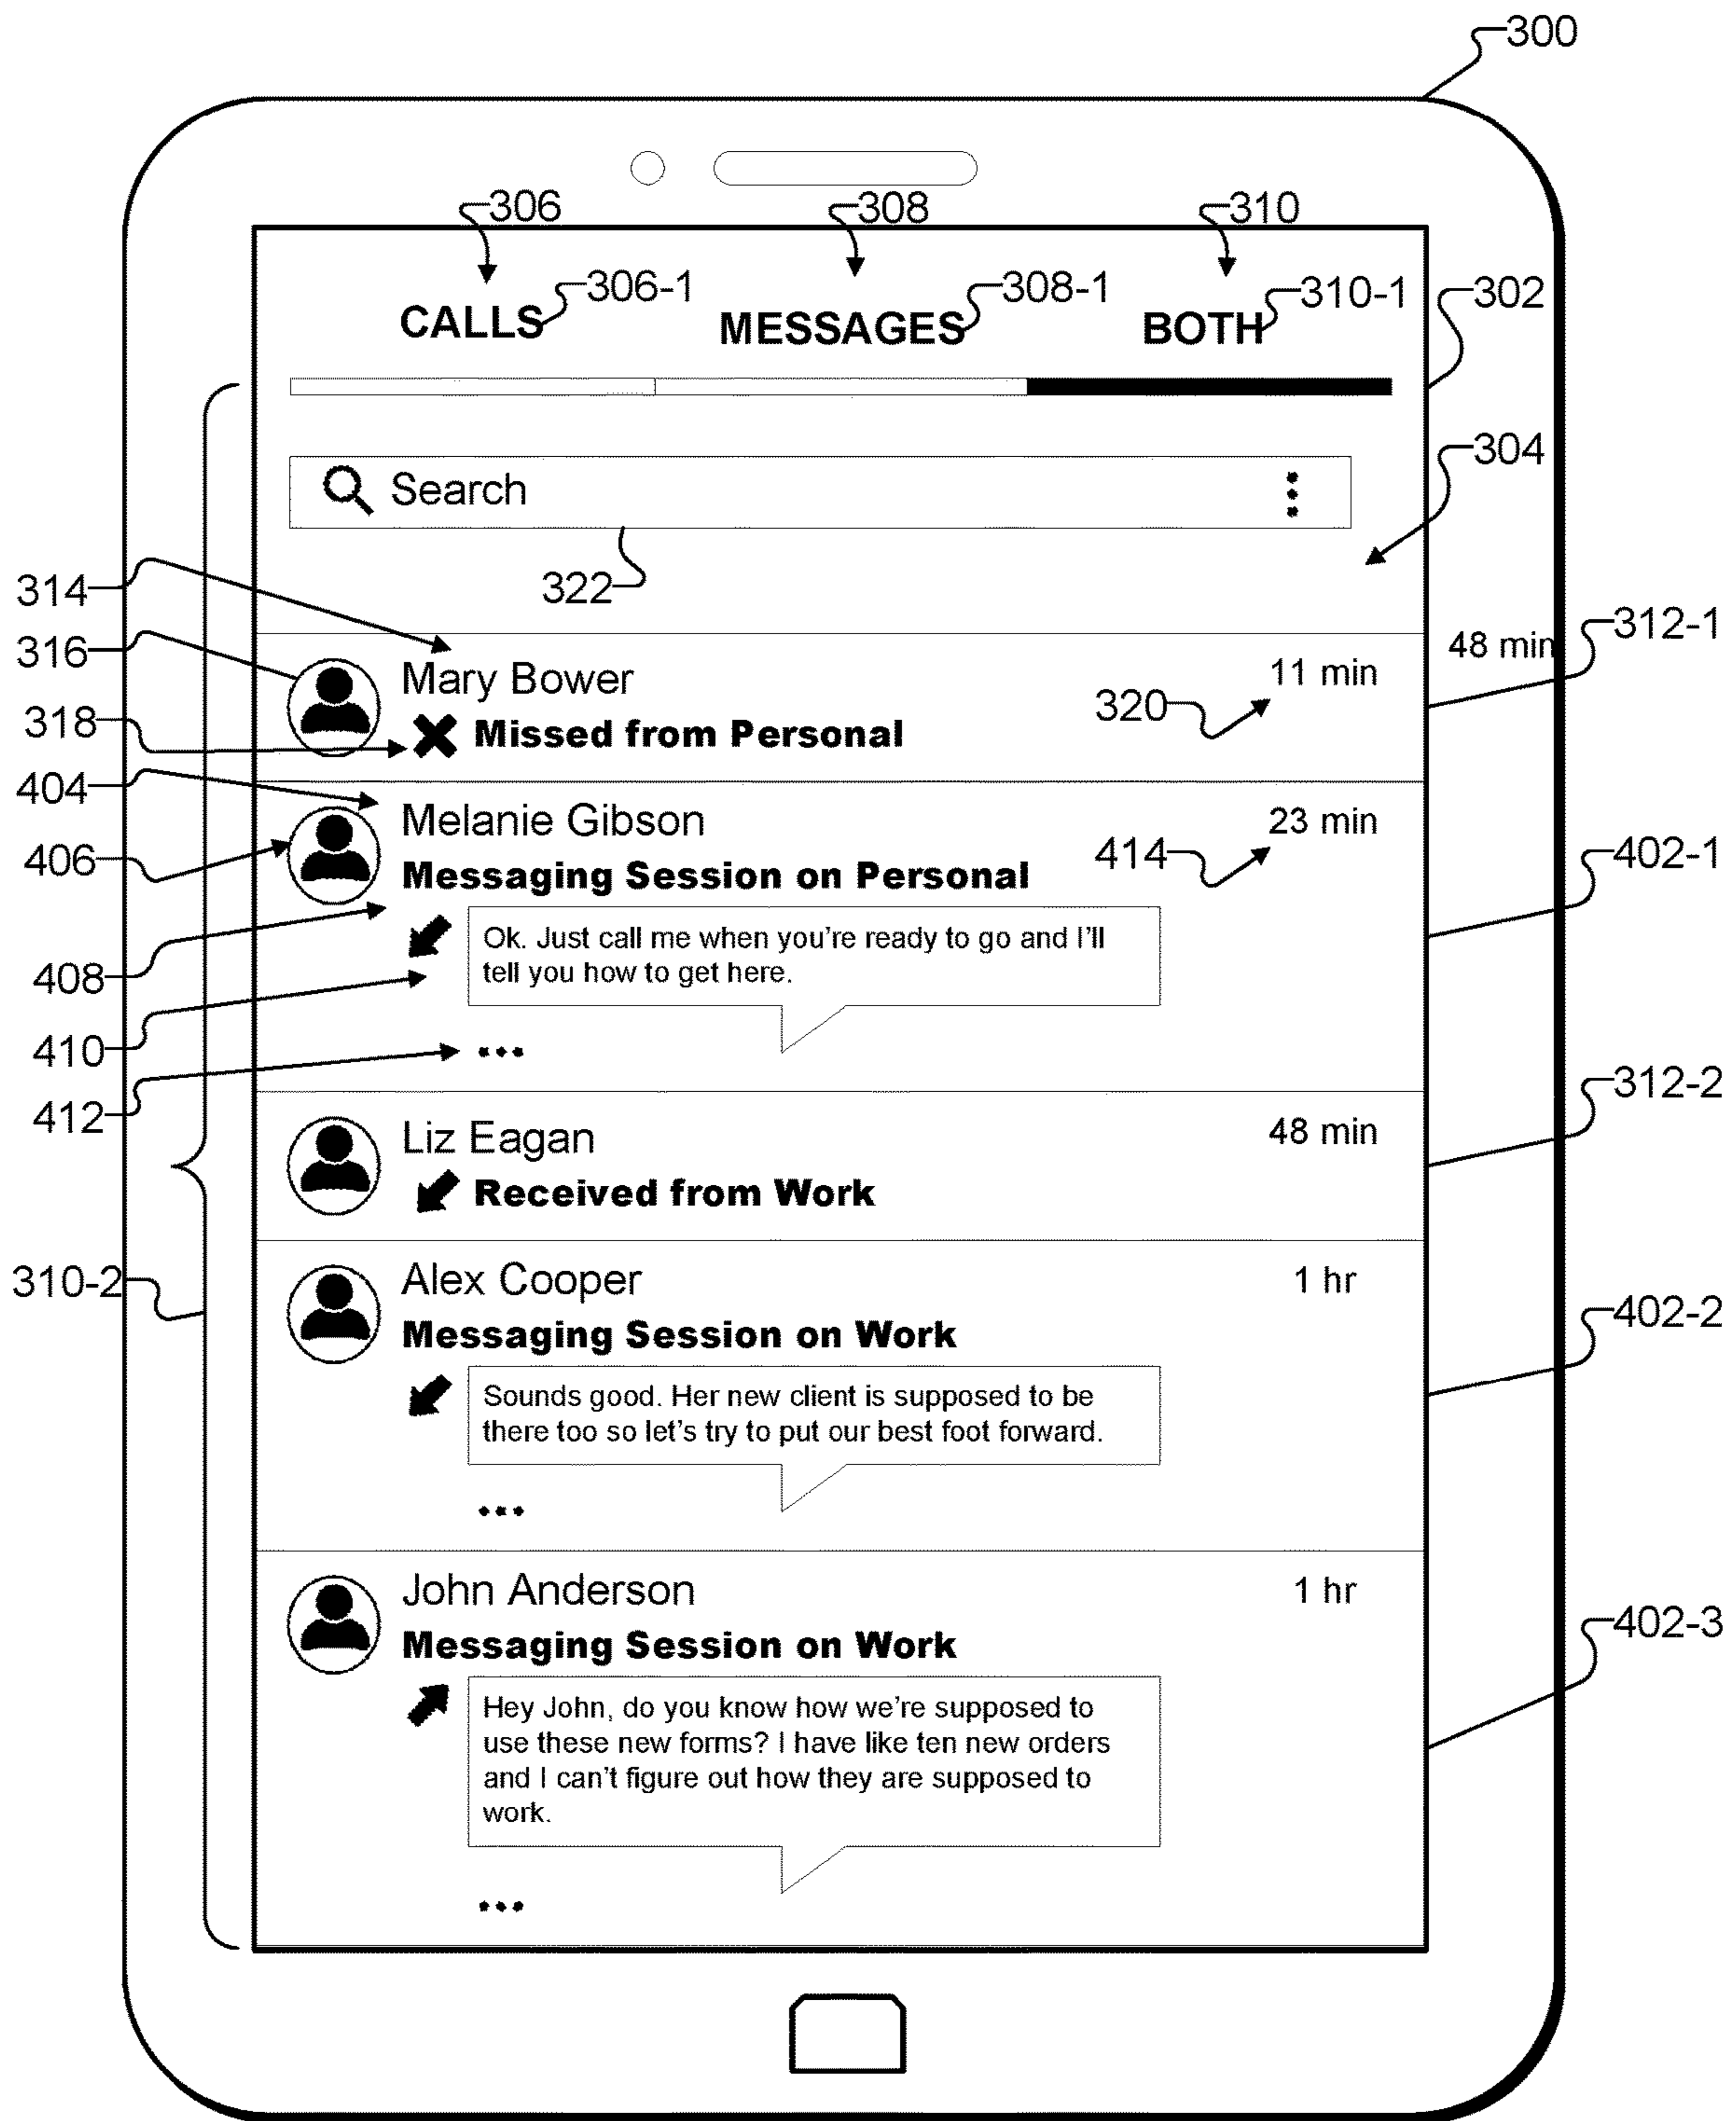 300
306 308 310
306-1 308-1 310-1 302
CALLS MESSAGES BOTH
304
Search
322
314
312-1
316
48 min
Mary Bower 11 min
320
318
Missed from Personal
404
Melanie Gibson 23 min
406
414
402-1
Messaging Session on Personal
408
Ok. Just call me when you're ready to go and I'll
tell you how to get here.
410
412
312-2
Liz Eagan 48 min
Received from Work
310-2
Alex Cooper 1 hr
402-2
Messaging Session on Work
Sounds good. Her new client is supposed to be
there too so let's try to put our best foot forward.
John Anderson 1 hr
402-3
Messaging Session on Work
Hey John, do you know how we're supposed to
use these new forms? I have like ten new orders
and I can't figure out how they are supposed to
work.